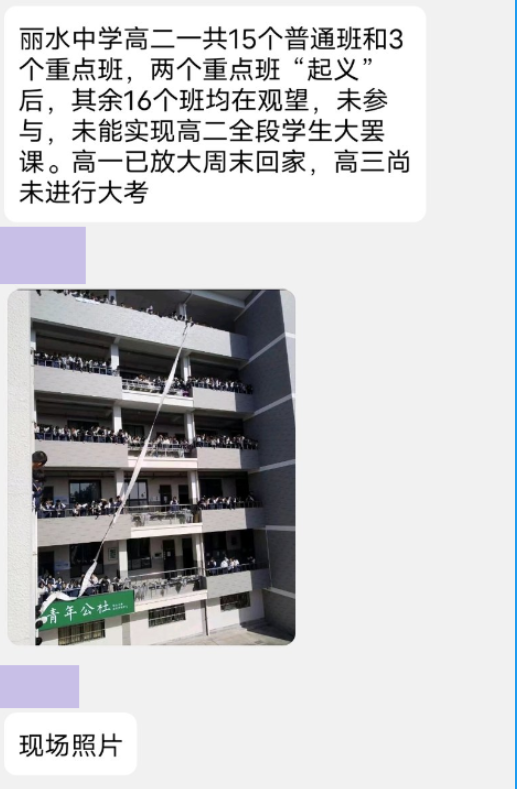 丽水中学高二一共15个普通班和3
个重点班，两个重点班“起义”
后，其余16个班均在观望，未参
与，未能实现高二全段学生大罢
课。高一已放大周末回家，高三尚
未进行大考
青年公社
现场照片